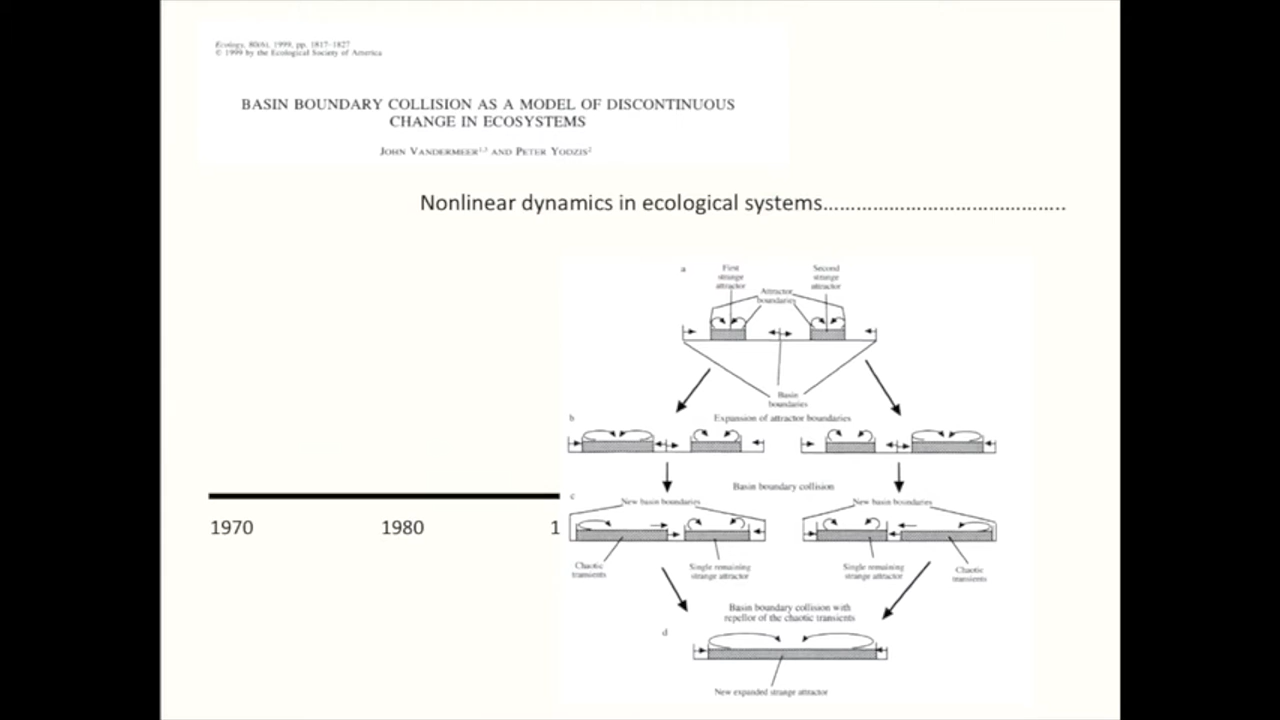 Ecology, 80(6), 1999, pp. 1817–1827
© 1999 by the Ecological Society of America
BASIN BOUNDARY COLLISION AS A MODEL OF DISCONTINUOUS
CHANGE IN ECOSYSTEMS
JOHN VANDERMEER1,3 AND PETER YODZIS2
Nonlinear dynamics in ecological systems……………………………………..
a
First
strange
attractor
Second
strange
attractor
Attractor
boundaries
Basin
boundaries
b
Expansion of attractor boundaries
Basin boundary collision
c
New basin boundaries
New basin boundaries
1970
1980
1
Chaotic
transients
Single remaining
strange attractor
Single remaining
strange attractor
Chaotic
transients
Basin boundary collision with
repellor of the chaotic transients
d
New expanded strange attractor